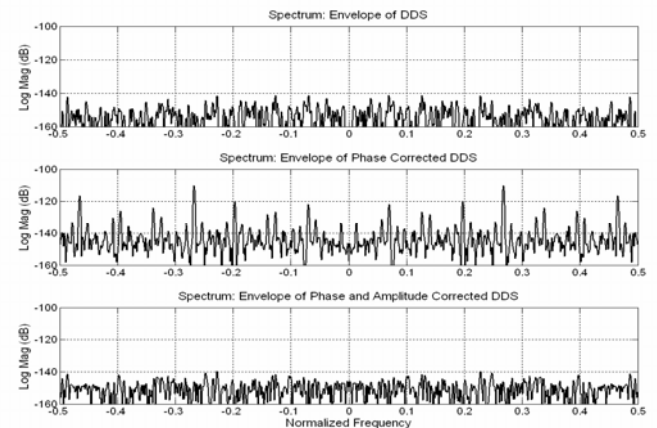 Spectrum: Envelope of DDS
Log Mag (dB)
-100
-120
-140
-160
-0.5 -0.4 -0.3 -0.2 -0.1 0 0.1 0.2 0.3 0.4 0.5
Spectrum: Envelope of Phase Corrected DDS
Log Mag (dB)
-100
-120
-140
-160
-0.5 -0.4 -0.3 -0.2 -0.1 0 0.1 0.2 0.3 0.4 0.5
Spectrum: Envelope of Phase and Amplitude Corrected DDS
Log Mag (dB)
-100
-120
-140
-160
-0.5 -0.4 -0.3 -0.2 -0.1 0 0.1 0.2 0.3 0.4 0.5
Normalized Frequency